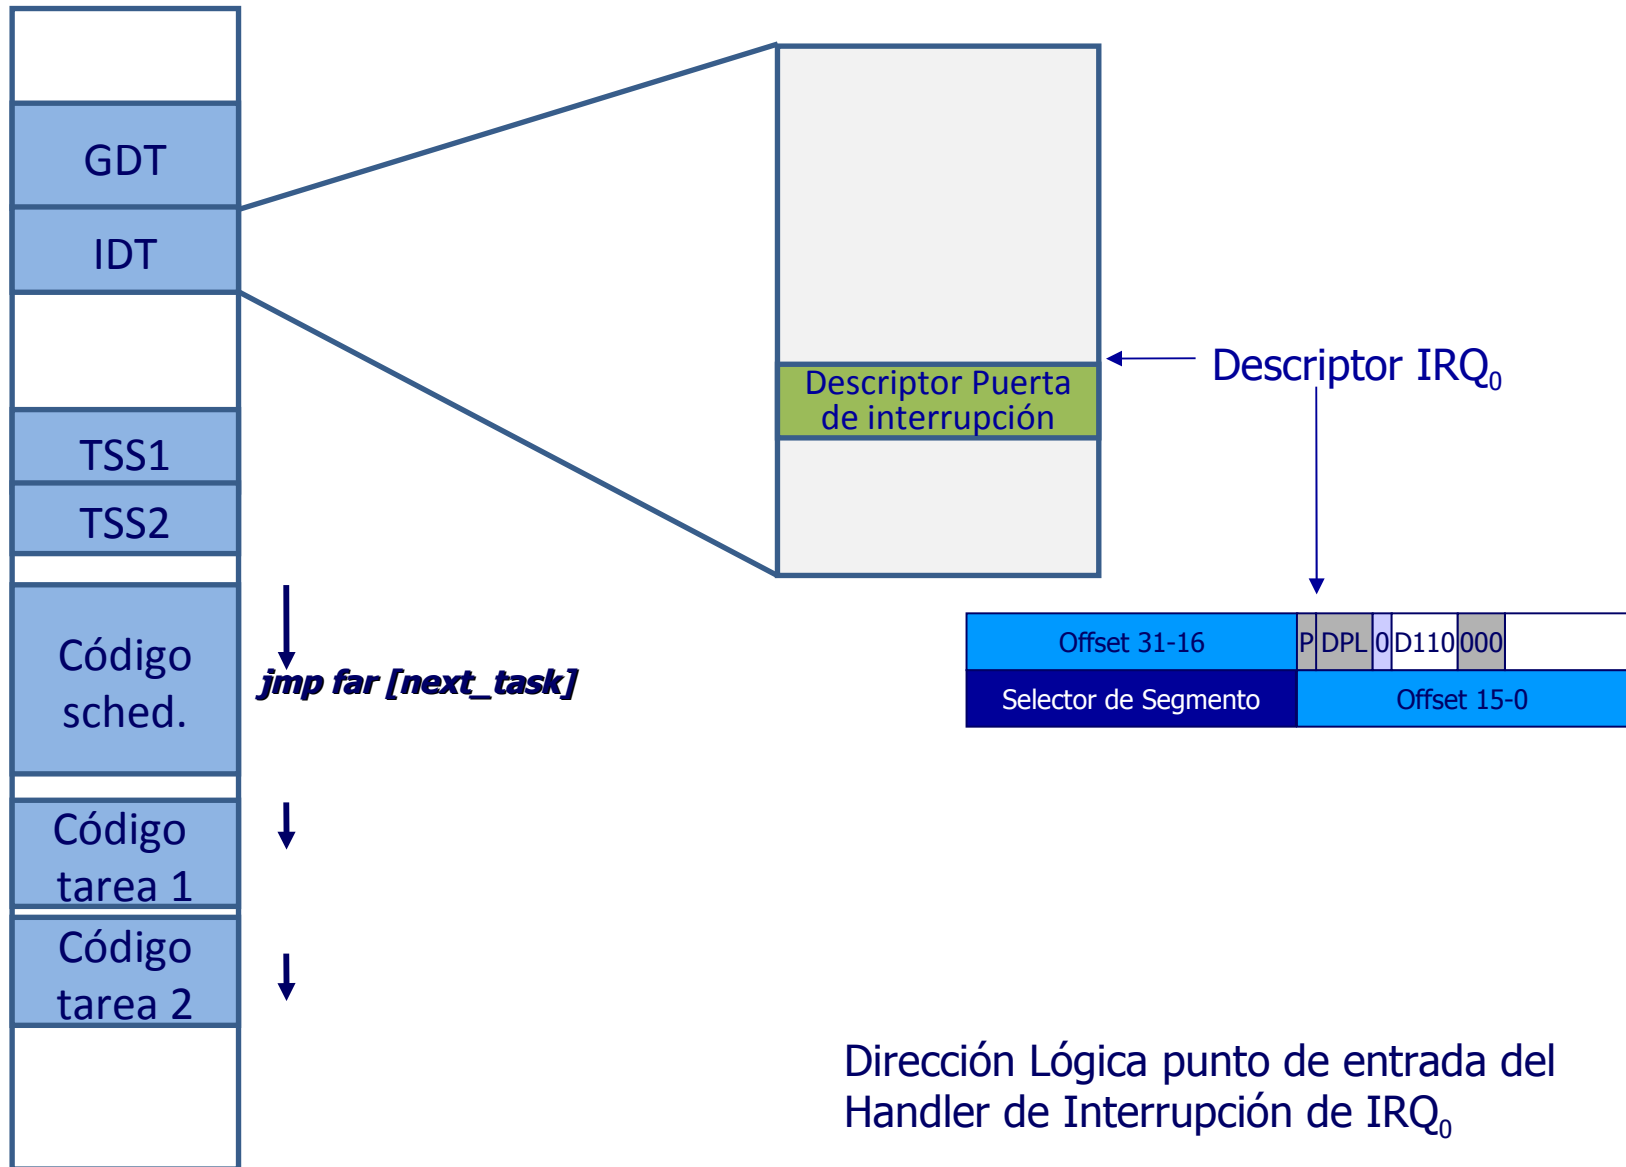 GDT
IDT
TSS1
TSS2
Código
sched.
jmp far [next_task]
Código
tarea 1
Código
tarea 2
Descriptor Puerta
de interrupción
Descriptor IRQ0
Offset 31-16 P DPL 0 D110 000
Selector de Segmento Offset 15-0
Dirección Lógica punto de entrada del
Handler de Interrupción de IRQ0